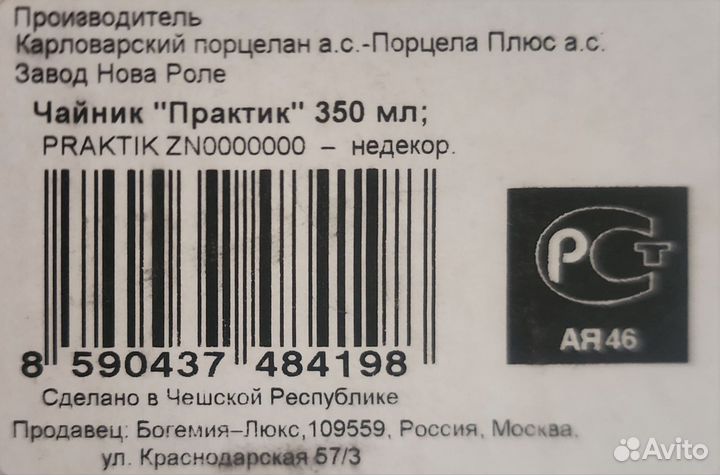 Производитель
Карловарский порцелан а.с.-Порцела Плюс а.с.
Завод Нова Роле
Чайник "Практик" 350 мл;
PRAKTIK ZN0000000 – недекор.
8 590437 484198
РСТ
АЯ46
Сделано в Чешской Республике
Продавец: Богемия–Люкс,109559, Россия, Москва,
ул. Краснодарская 57/3
Avito